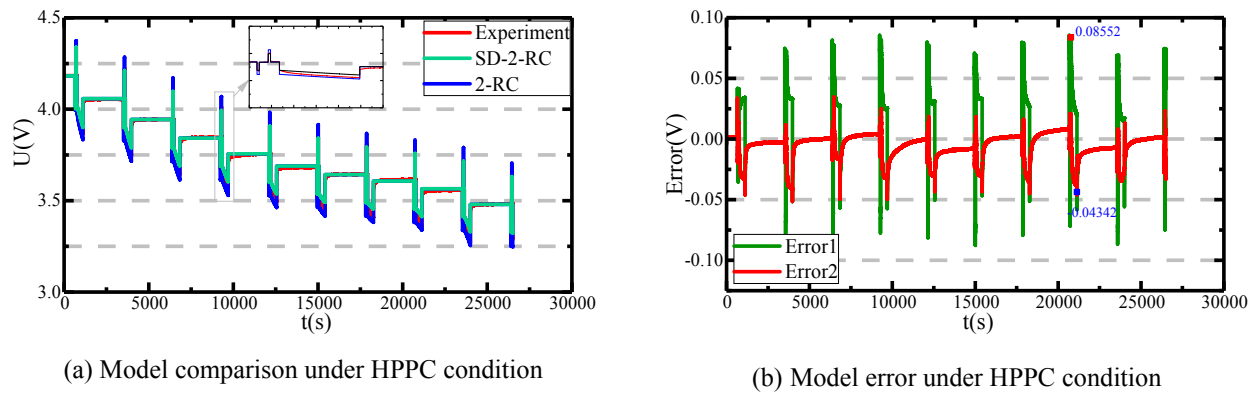 4.5
4.0
3.5
3.0
U(V)
0
5000
10000
15000
20000
25000
30000
t(s)
Experiment
SD-2-RC
2-RC
(a) Model comparison under HPPC condition
0.10
0.05
0.00
-0.05
-0.10
Error(V)
0
5000
10000
15000
20000
25000
30000
t(s)
0.08552
-0.04342
Error1
Error2
(b) Model error under HPPC condition